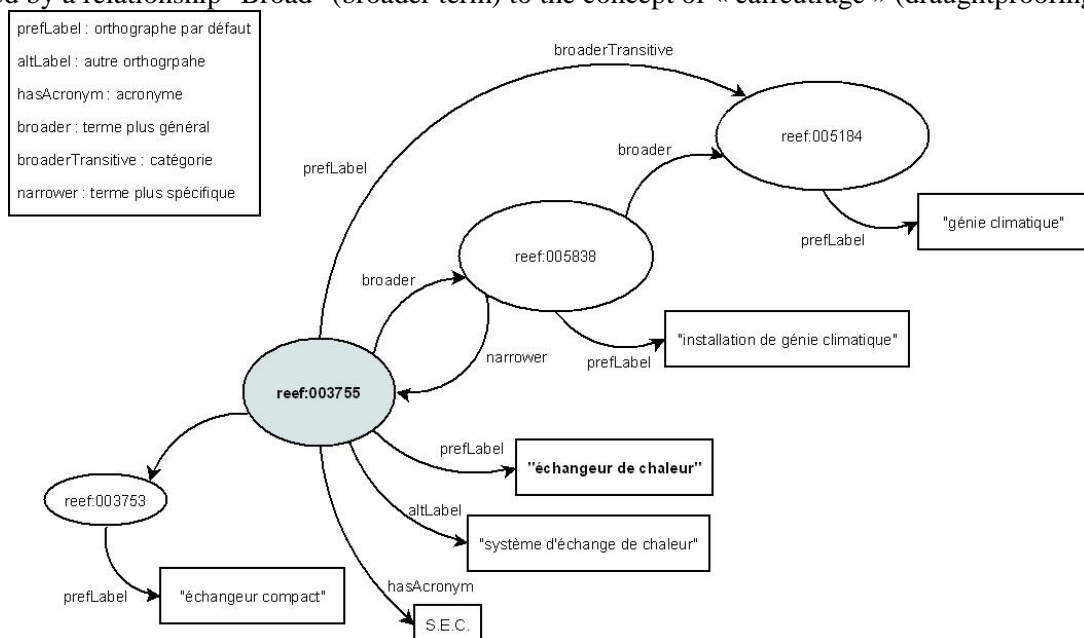 ed by a relationship "Broad" (broader term) to the concept of « calfeutrage » (draughtproofing
prefLabel : orthographe par défaut
altLabel : autre orthogrpahe
hasAcronym : acronyme
broader : terme plus général
broaderTransitive : catégorie
narrower : terme plus spécifique
broaderTransitive
reef:005184
broader
prefLabel
prefLabel
"génie climatique"
reef:005838
broader
narrower
prefLabel
"installation de génie climatique"
reef:003755
prefLabel
"échangeur de chaleur"
reef:003753
altLabel
"système d'échange de chaleur"
hasAcronym
prefLabel
"échangeur compact"
S.E.C.